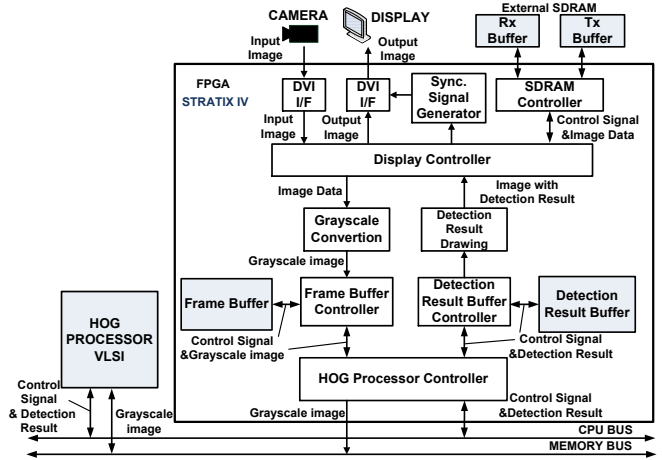 External SDRAM
CAMERA
DISPLAY
Rx
Buffer
Tx
Buffer
Input
Image
Output
Image
FPGA
STRATIX IV
DVI
I/F
DVI
I/F
Sync.
Signal
Generator
SDRAM
Controller
Input
Image
Output
Image
Control Signal
&Image Data
Display Controller
Image Data
Image with
Detection Result
Grayscale
Convertion
Detection
Result
Drawing
Grayscale image
Frame Buffer
Frame Buffer
Controller
Detection
Result Buffer
Controller
Detection
Result Buffer
HOG
PROCESSOR
VLSI
Control Signal
&Grayscale image
Control Signal
&Detection Result
HOG Processor Controller
Control
Signal
& Detection
Result
Grayscale
image
Grayscale image
Control Signal
&Detection Result
CPU BUS
MEMORY BUS